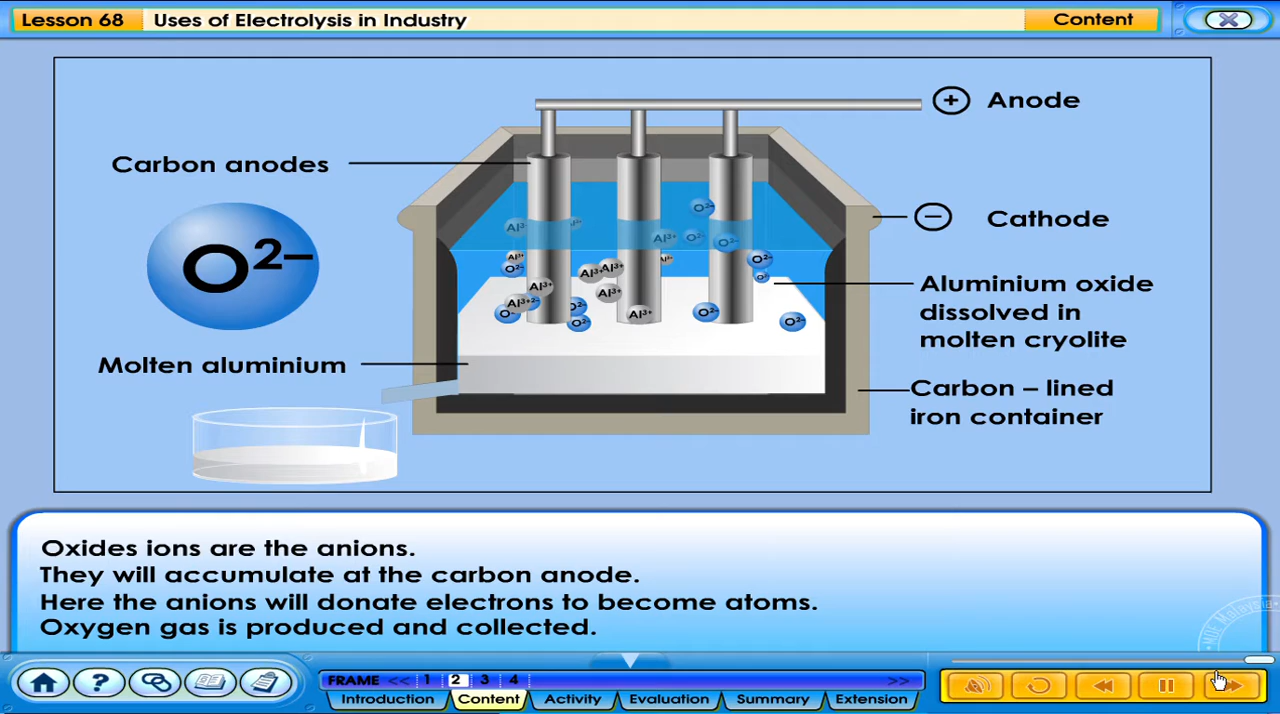 Lesson 68
Uses of Electrolysis in Industry
Content
+ Anode
Carbon anodes
− Cathode
O²⁻
Aluminium oxide
dissolved in
molten cryolite
Molten aluminium
Carbon – lined
iron container
Al³⁺
O²⁻
Oxides ions are the anions.
They will accumulate at the carbon anode.
Here the anions will donate electrons to become atoms.
Oxygen gas is produced and collected.
FRAME << 1 2 3 4 >>
Introduction Content Activity Evaluation Summary Extension